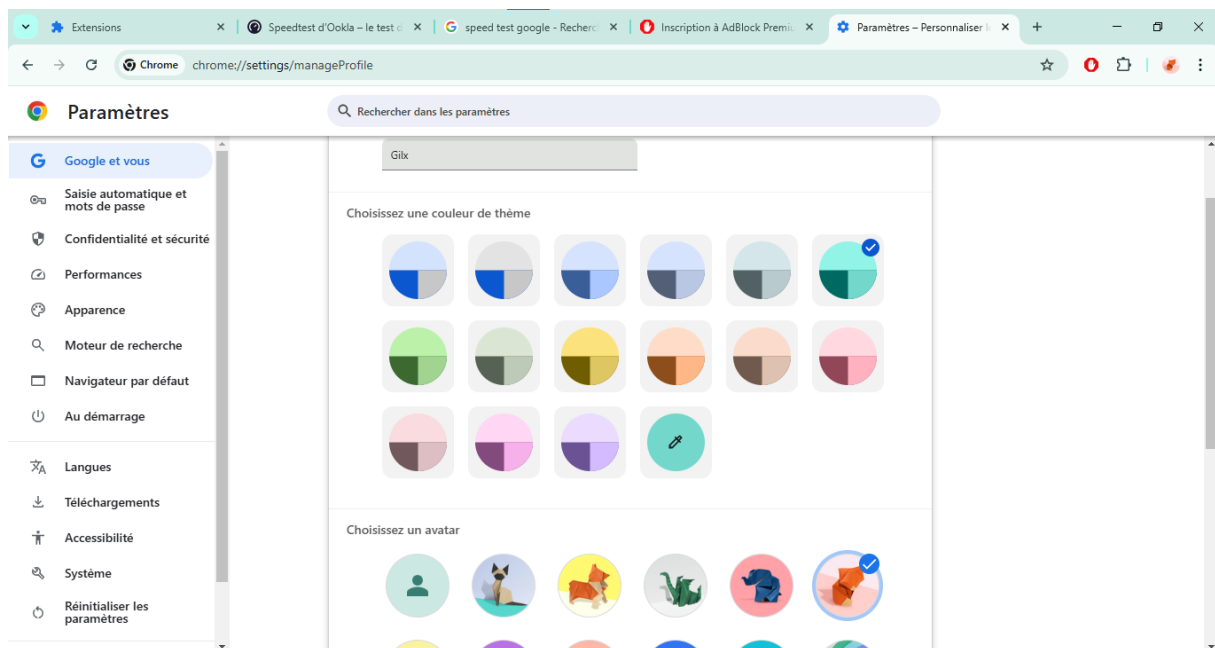 Extensions
Speedtest d'Ookla – le test d
speed test google - Recherc
Inscription à AdBlock Premiu
Paramètres – Personnaliser l
Chrome
chrome://settings/manageProfile
Paramètres
Rechercher dans les paramètres
Google et vous
Saisie automatique et
mots de passe
Confidentialité et sécurité
Performances
Apparence
Moteur de recherche
Navigateur par défaut
Au démarrage
Langues
Téléchargements
Accessibilité
Système
Réinitialiser les
paramètres
Gilx
Choisissez une couleur de thème
Choisissez un avatar